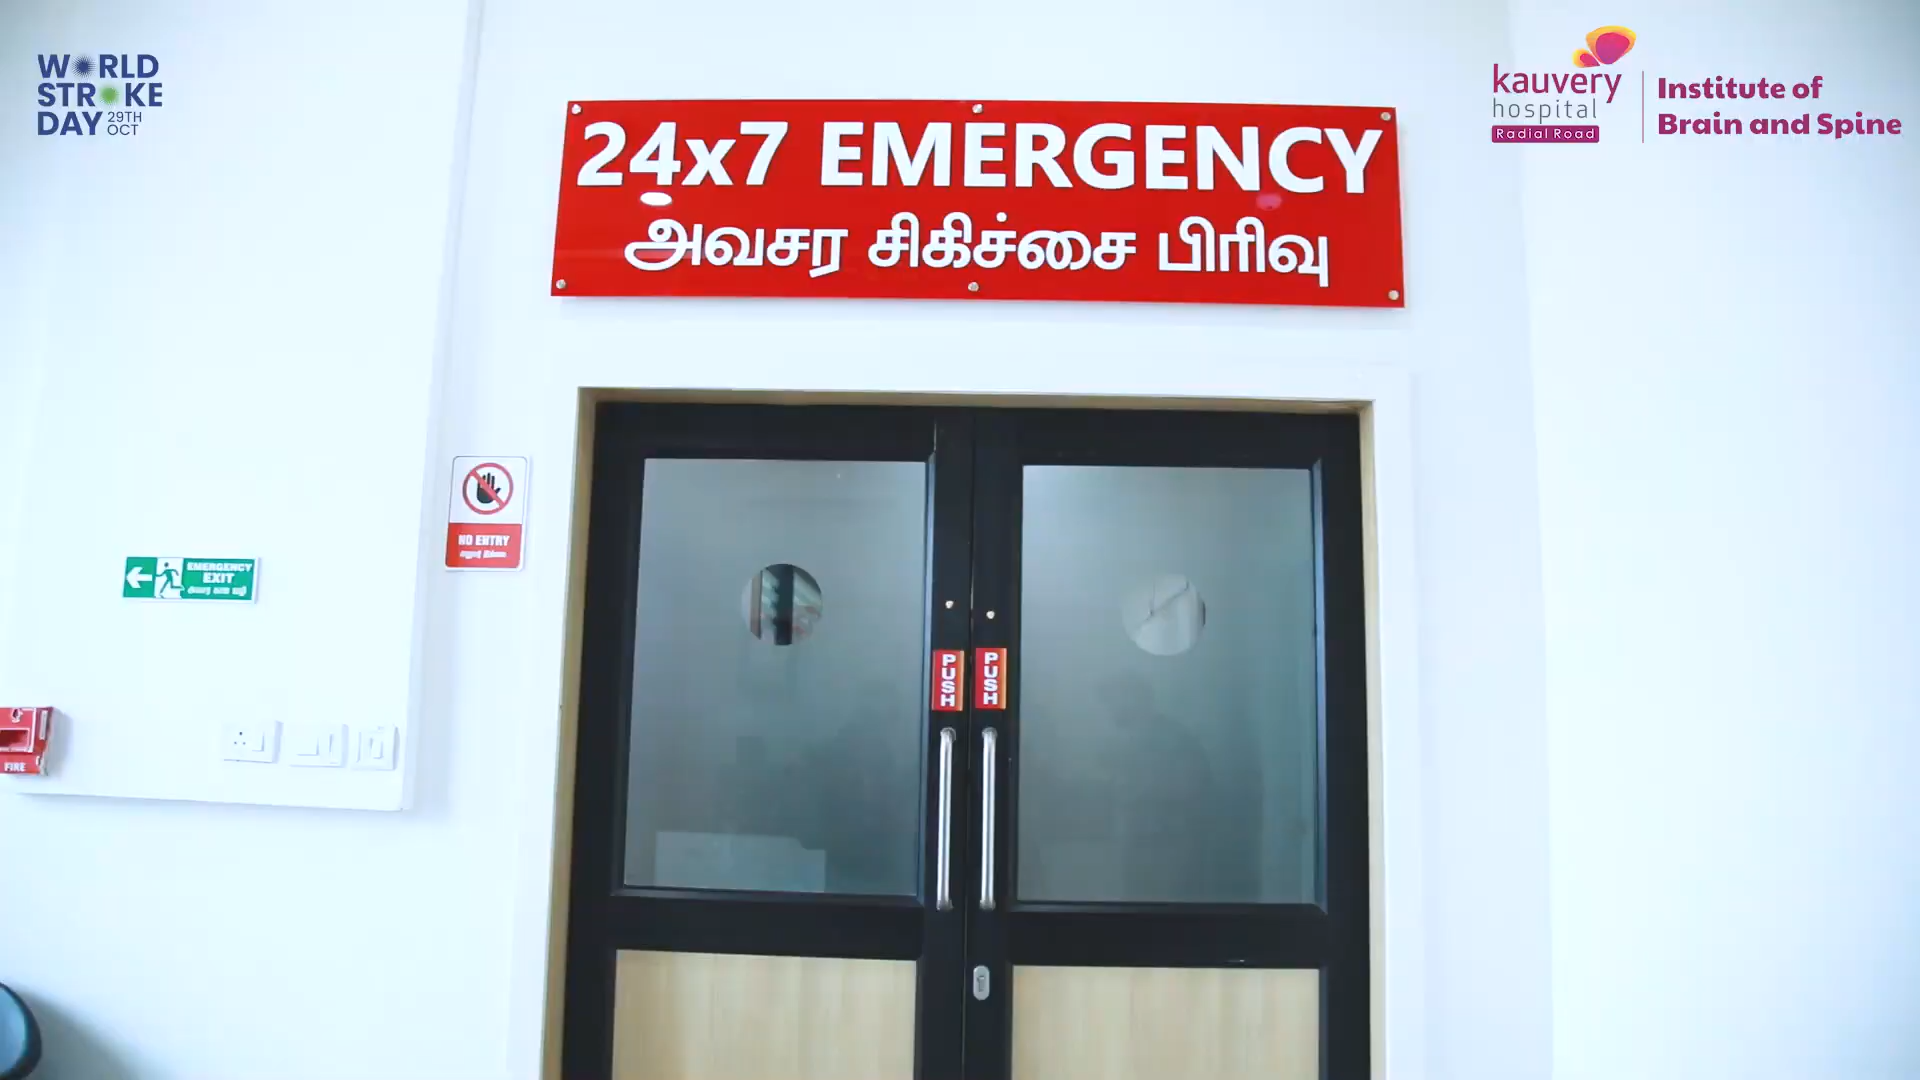 WORLD
STROKE
DAY 29TH
OCT
kauvery
hospital
Radial Road
Institute of
Brain and Spine
24x7 EMERGENCY
அவசர சிகிச்சை பிரிவு
NO ENTRY
EMERGENCY
EXIT
PUSH
PUSH
FIRE